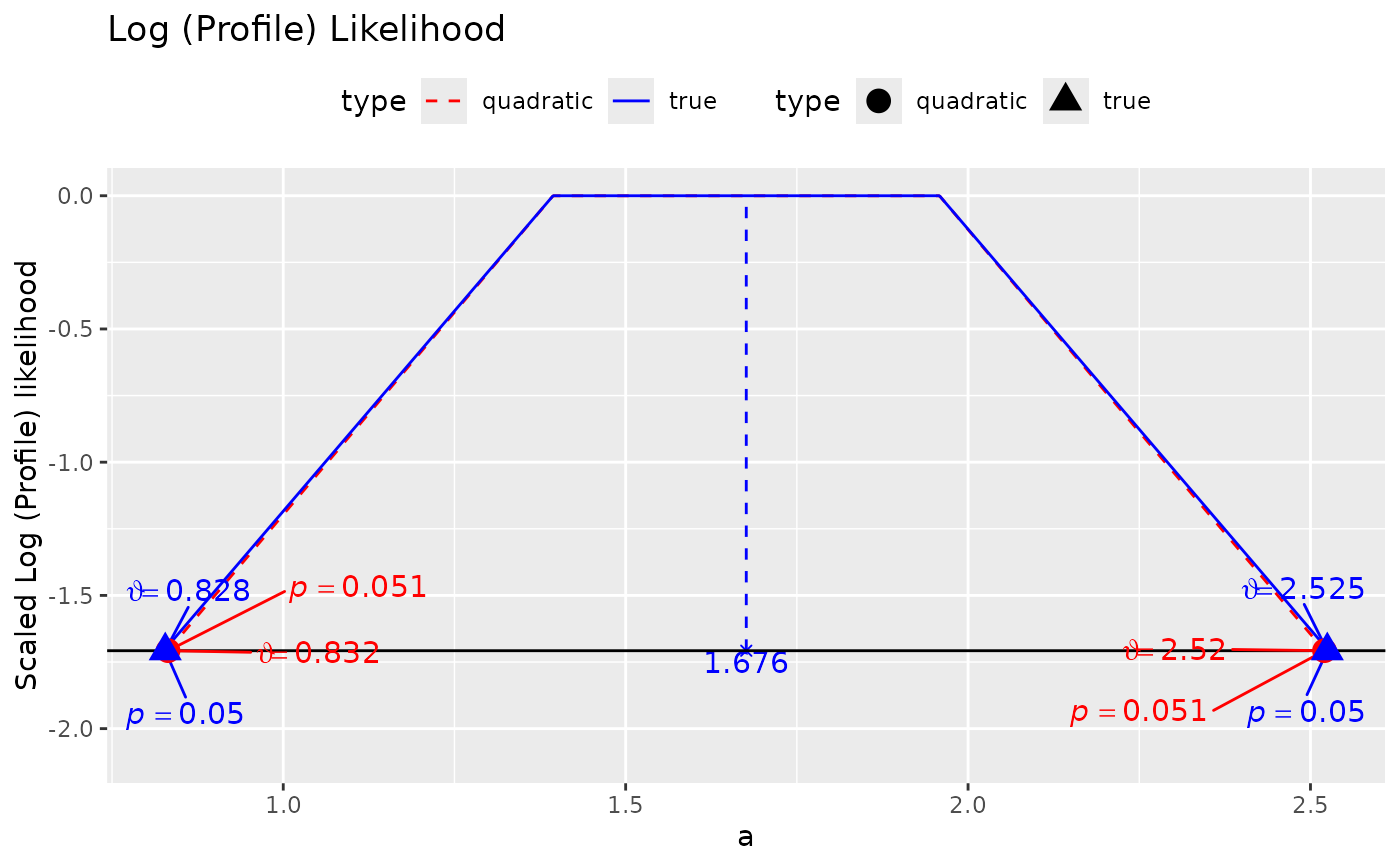 Log (Profile) Likelihood
type quadratic true type quadratic true
Scaled Log (Profile) likelihood
0.0
-0.5
-1.0
-1.5
-2.0
ϑ=0.828
p=0.051
ϑ=0.832
p=0.05
1.676
ϑ=2.525
ϑ=2.52
p=0.051
p=0.05
1.0 1.5 2.0 2.5
a